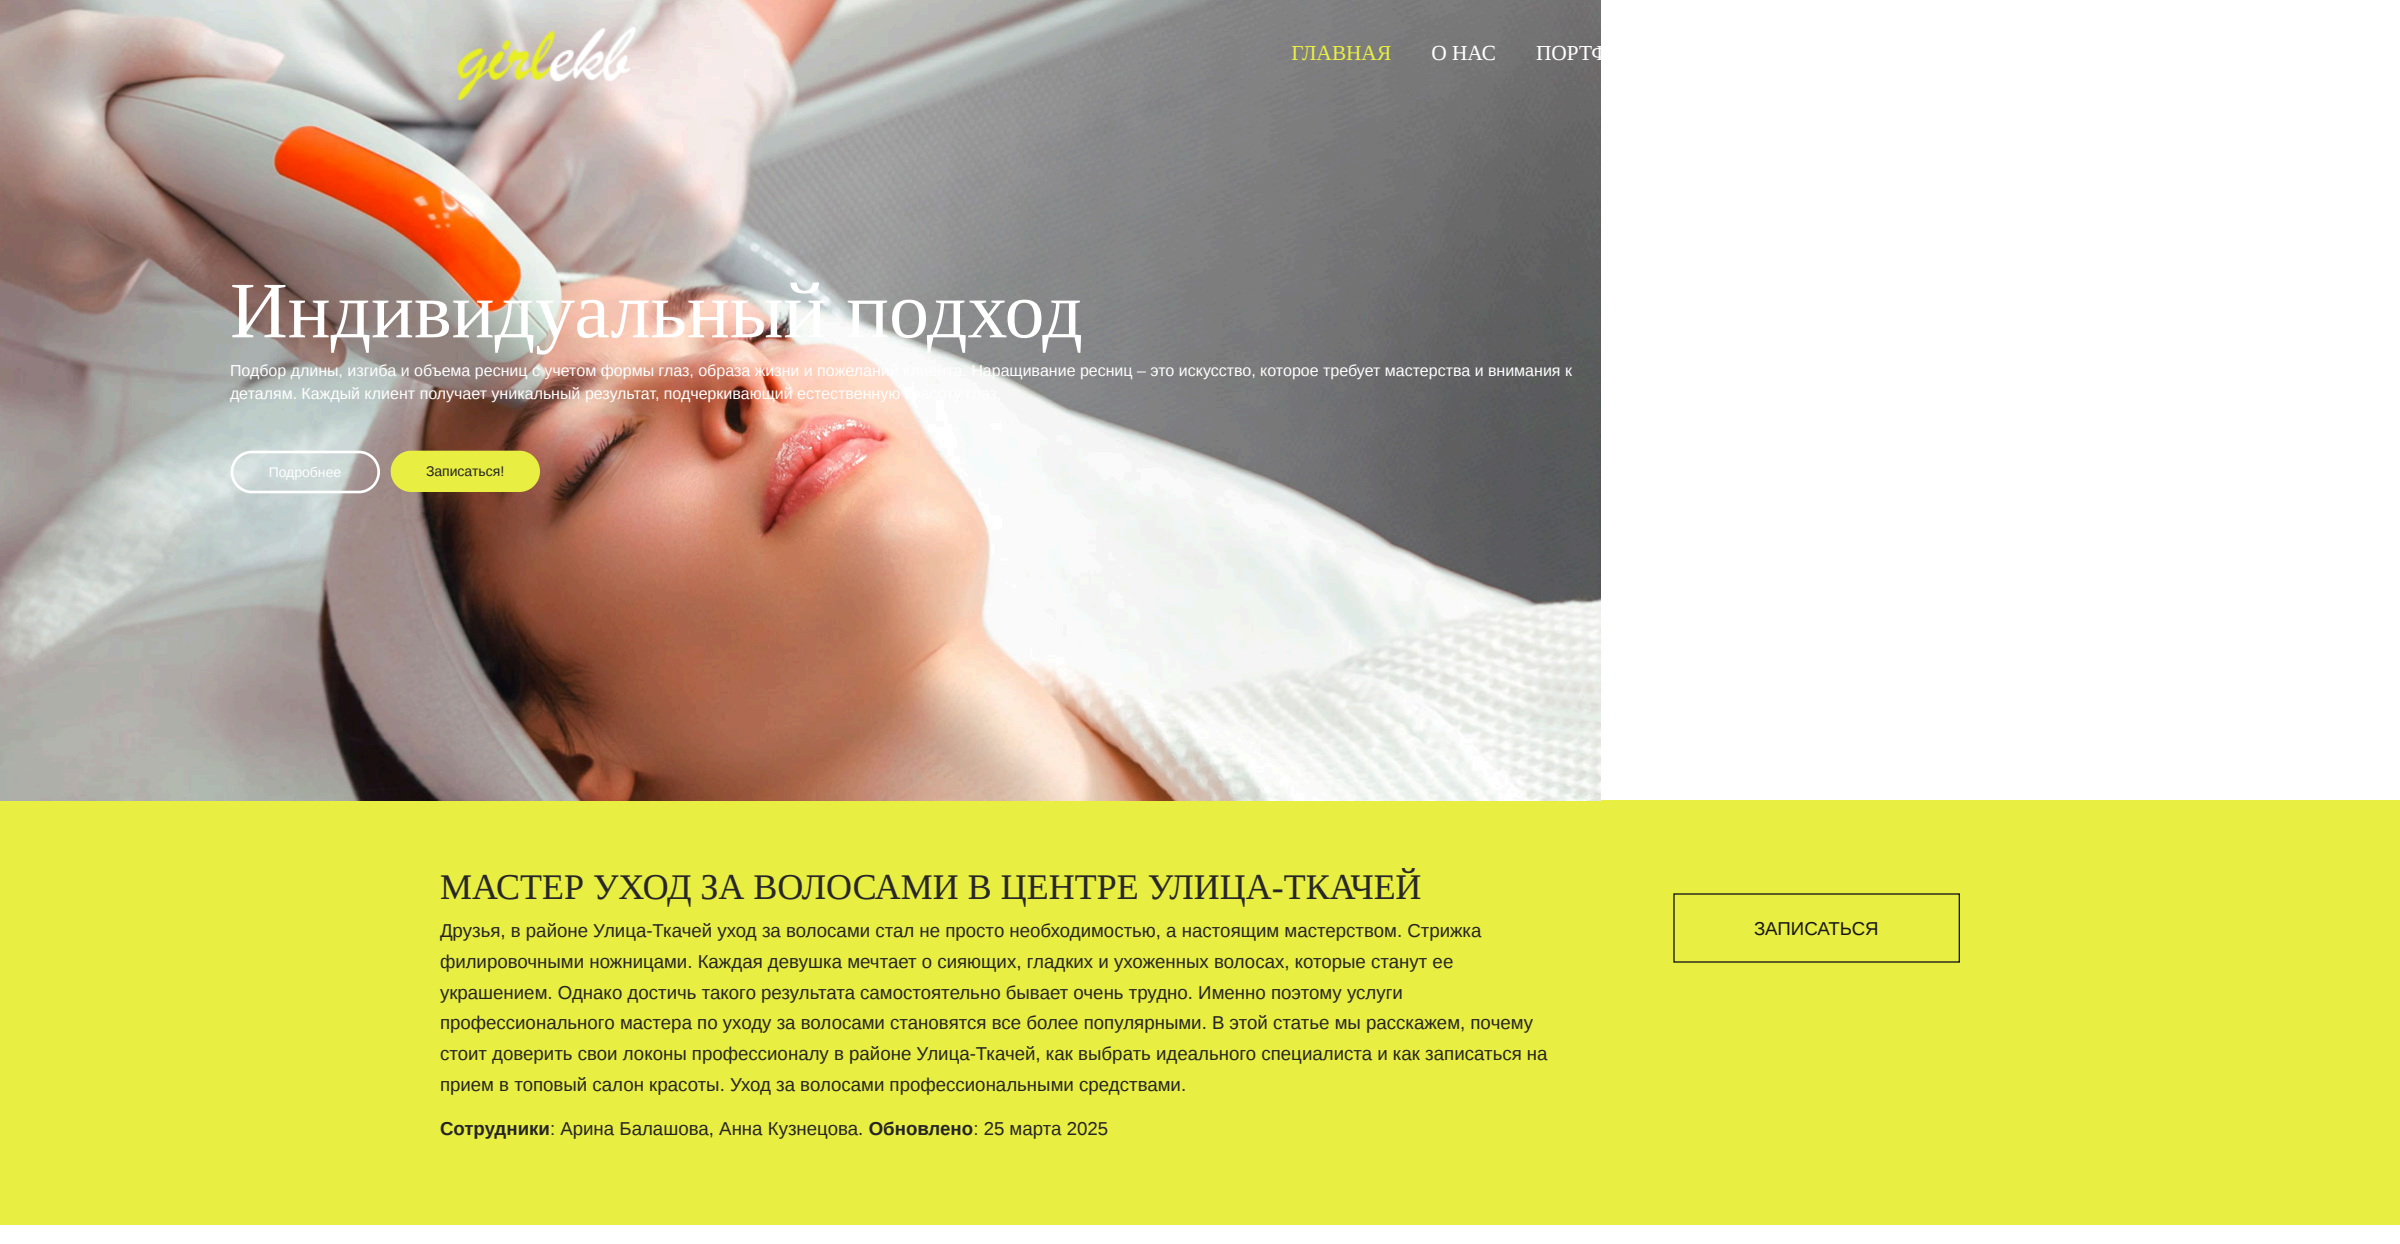 girlekb
ГЛАВНАЯ
О НАС
Индивидуальный подход
Подбор длины, изгиба и объема ресниц с учетом формы глаз, образа жизни и пожелания Наращивание ресниц – это искусство, которое требует мастерства и внимания к
деталям. Каждый клиент получает уникальный результат, подчеркивающий естественную
Подробнее
Записаться!
МАСТЕР УХОД ЗА ВОЛОСАМИ В ЦЕНТРЕ УЛИЦА-ТКАЧЕЙ
Друзья, в районе Улица-Ткачей уход за волосами стал не просто необходимостью, а настоящим мастерством. Стрижка
филировочными ножницами. Каждая девушка мечтает о сияющих, гладких и ухоженных волосах, которые станут ее
украшением. Однако достичь такого результата самостоятельно бывает очень трудно. Именно поэтому услуги
профессионального мастера по уходу за волосами становятся все более популярными. В этой статье мы расскажем, почему
стоит доверить свои локоны профессионалу в районе Улица-Ткачей, как выбрать идеального специалиста и как записаться на
прием в топовый салон красоты. Уход за волосами профессиональными средствами.
Сотрудники: Арина Балашова, Анна Кузнецова. Обновлено: 25 марта 2025
ЗАПИСАТЬСЯ